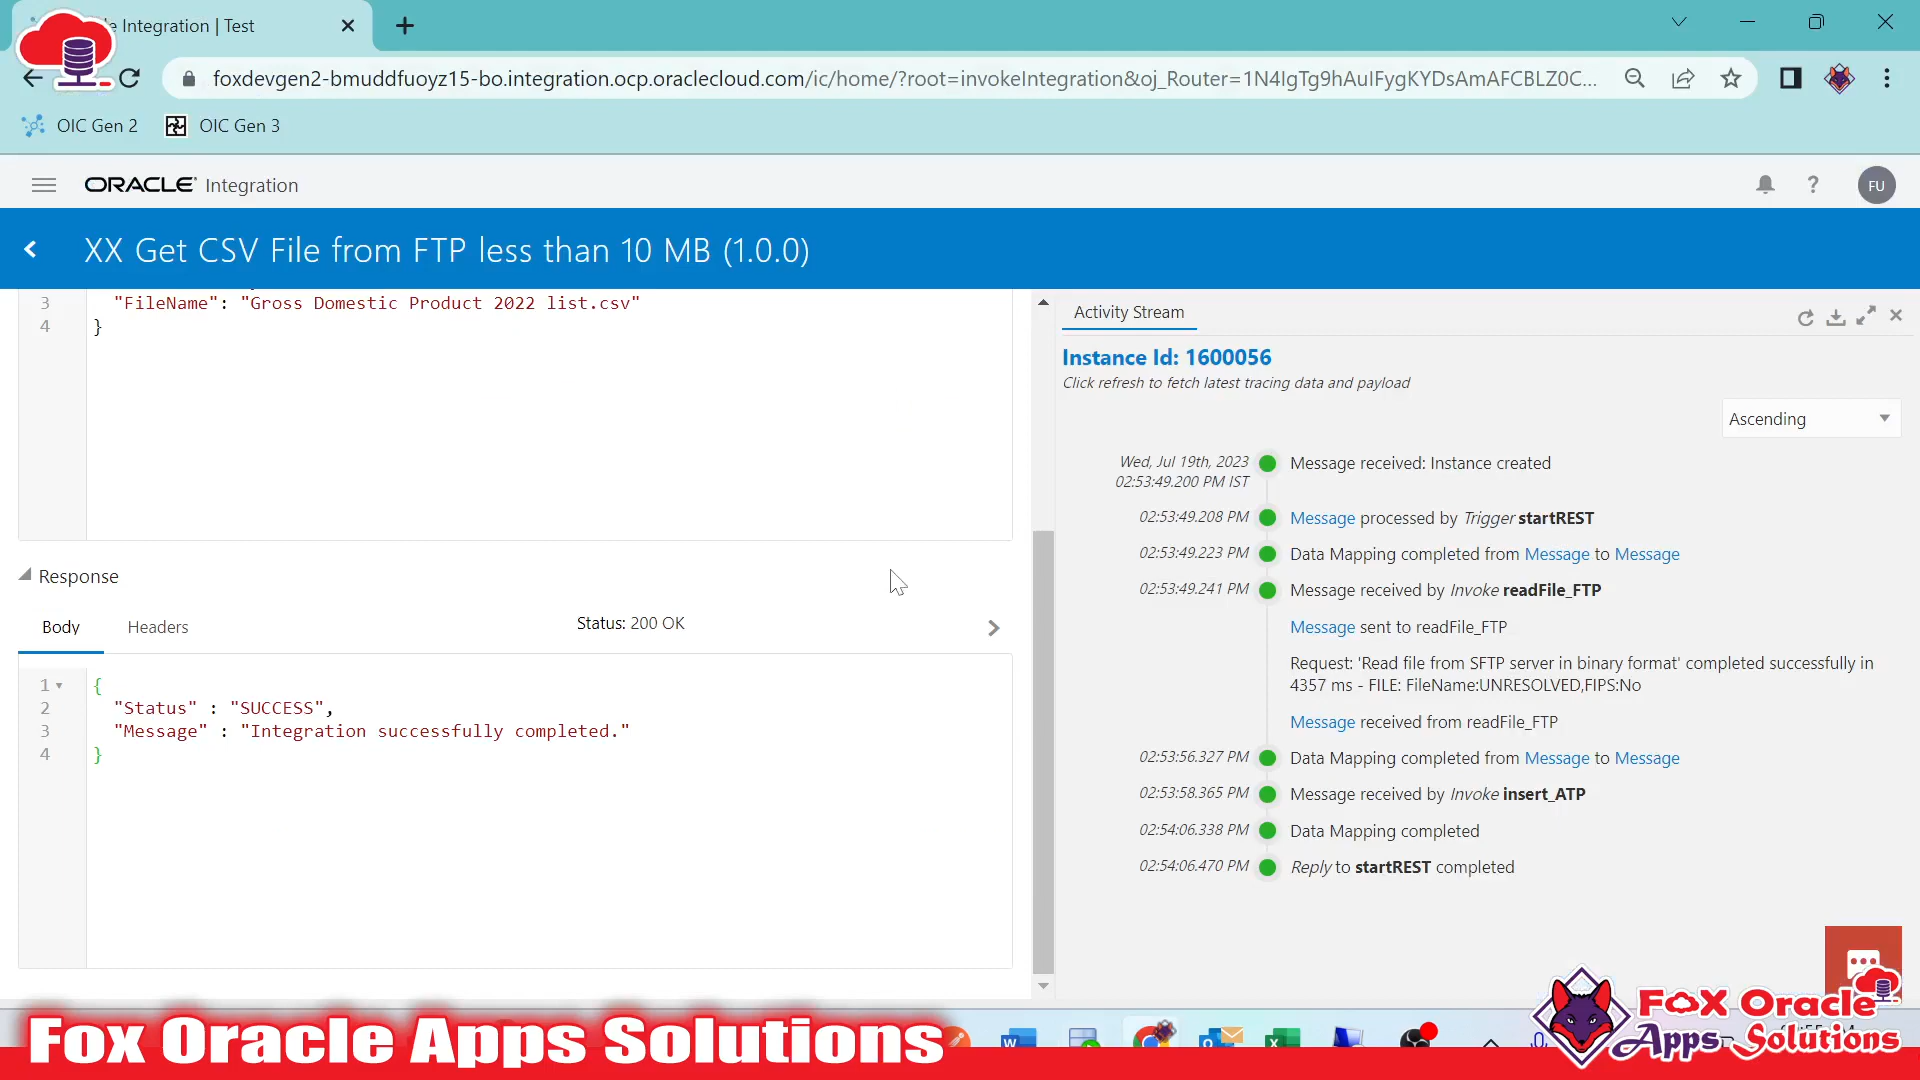 Integration | Test
foxdevgen2-bmuddfuoyz15-bo.integration.ocp.oraclecloud.com/ic/home/?root=invokeIntegration&oj_Router=1N4IgTg9hAuIFygKYDsAmAFCBLZ0C...
OIC Gen 2
OIC Gen 3
ORACLE Integration
FU
XX Get CSV File from FTP less than 10 MB (1.0.0)
3 "FileName": "Gross Domestic Product 2022 list.csv"
4 }
Response
Body
Headers
Status: 200 OK
1 {
2 "Status" : "SUCCESS",
3 "Message" : "Integration successfully completed."
4 }
Activity Stream
Instance Id: 1600056
Click refresh to fetch latest tracing data and payload
Ascending
Wed, Jul 19th, 2023
02:53:49.200 PM IST
Message received: Instance created
02:53:49.208 PM Message processed by Trigger startREST
02:53:49.223 PM Data Mapping completed from Message to Message
02:53:49.241 PM Message received by Invoke readFile_FTP
Message sent to readFile_FTP
Request: 'Read file from SFTP server in binary format' completed successfully in
4357 ms - FILE: FileName:UNRESOLVED,FIPS:No
Message received from readFile_FTP
02:53:56.327 PM Data Mapping completed from Message to Message
02:53:58.365 PM Message received by Invoke insert_ATP
02:54:06.338 PM Data Mapping completed
02:54:06.470 PM Reply to startREST completed
Fox Oracle Apps Solutions
Fox Oracle
Apps Solutions